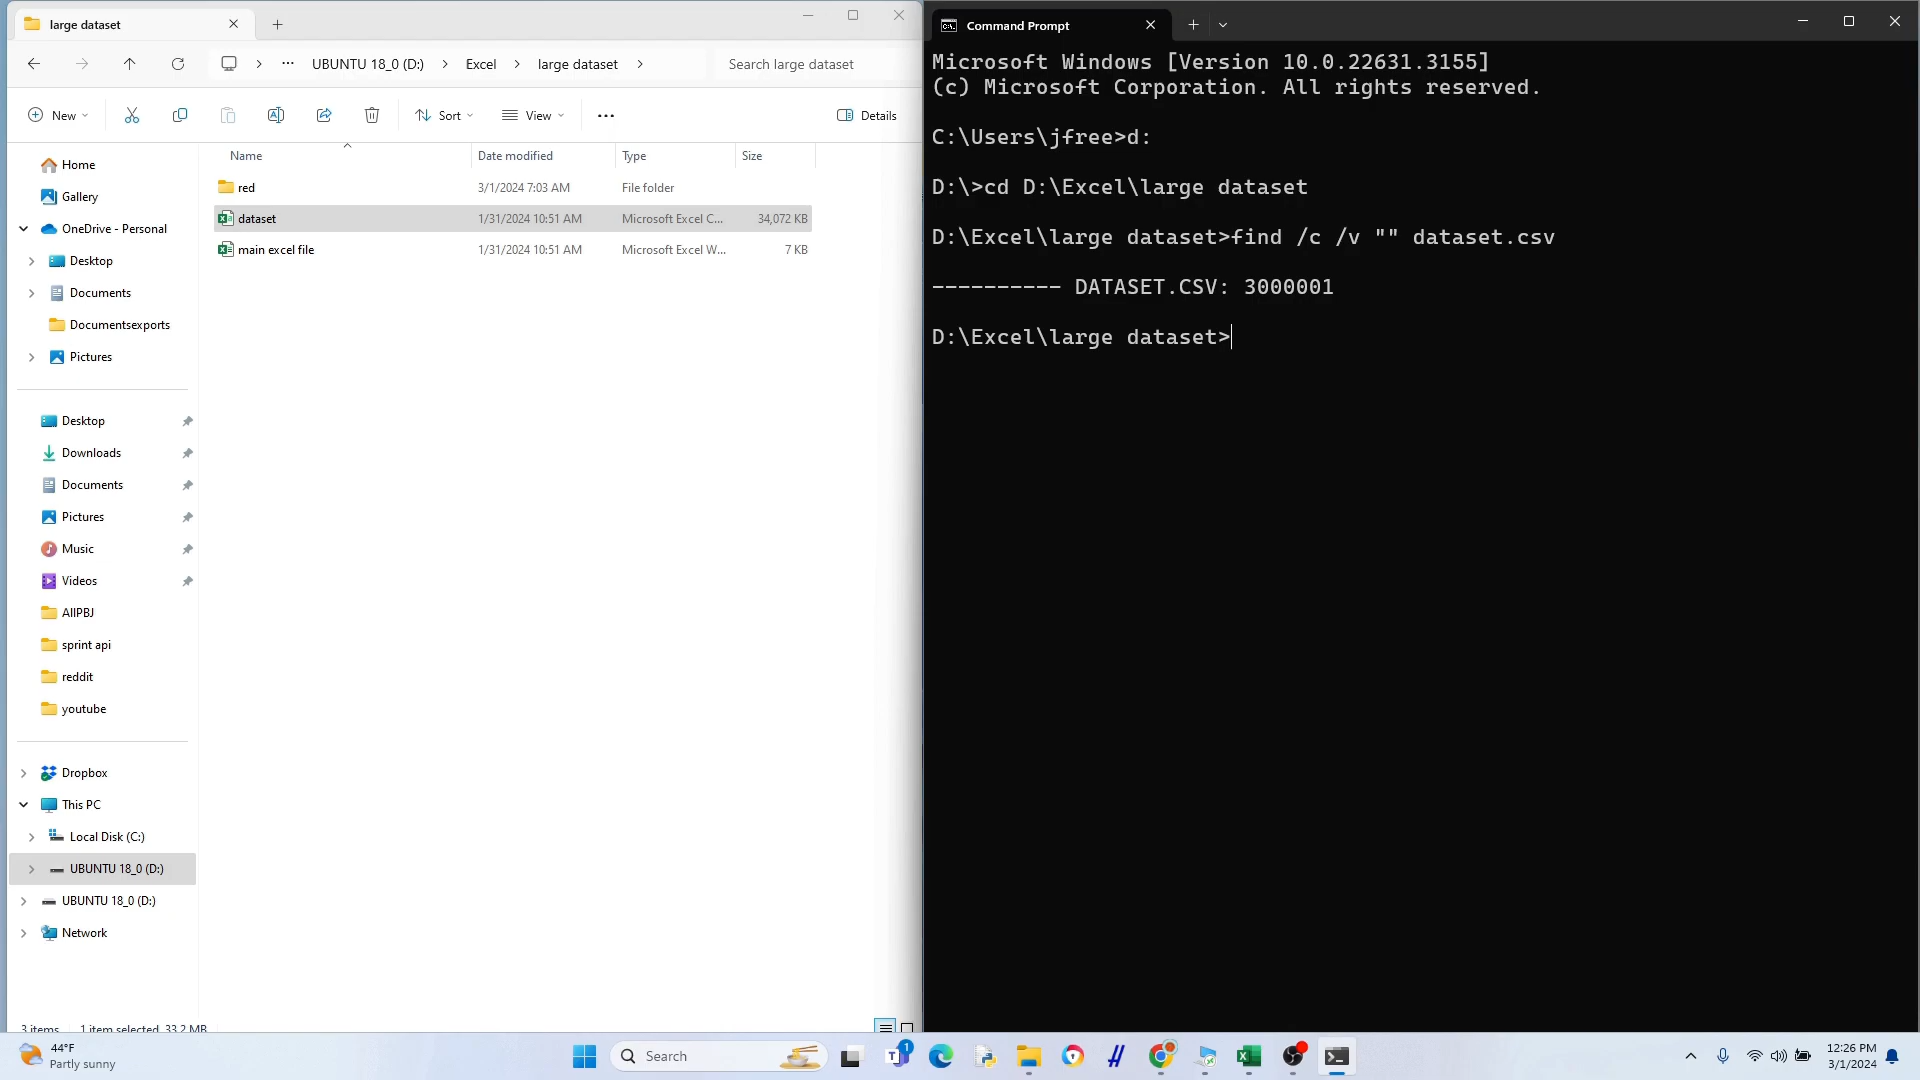 large dataset
UBUNTU 18_0 (D:)
Excel
large dataset
Search large dataset
New
Sort
View
Details
Name
Date modified
Type
Size
red
3/1/2024 7:03 AM
File folder
dataset
1/31/2024 10:51 AM
Microsoft Excel C...
34,072 KB
main excel file
1/31/2024 10:51 AM
Microsoft Excel W...
7 KB
Home
Gallery
OneDrive - Personal
Desktop
Documents
Documentsexports
Pictures
Desktop
Downloads
Documents
Pictures
Music
Videos
AllPBJ
sprint api
reddit
youtube
Dropbox
This PC
Local Disk (C:)
UBUNTU 18_0 (D:)
UBUNTU 18_0 (D:)
Network
3 items
1 item selected 33.2 MB
Command Prompt
Microsoft Windows [Version 10.0.22631.3155]
(c) Microsoft Corporation. All rights reserved.
C:\Users\jfree>d:
D:\>cd D:\Excel\large dataset
D:\Excel\large dataset>find /c /v "" dataset.csv
---------- DATASET.CSV: 3000001
D:\Excel\large dataset>
44°F
Partly sunny
Search
1
12:26 PM
3/1/2024